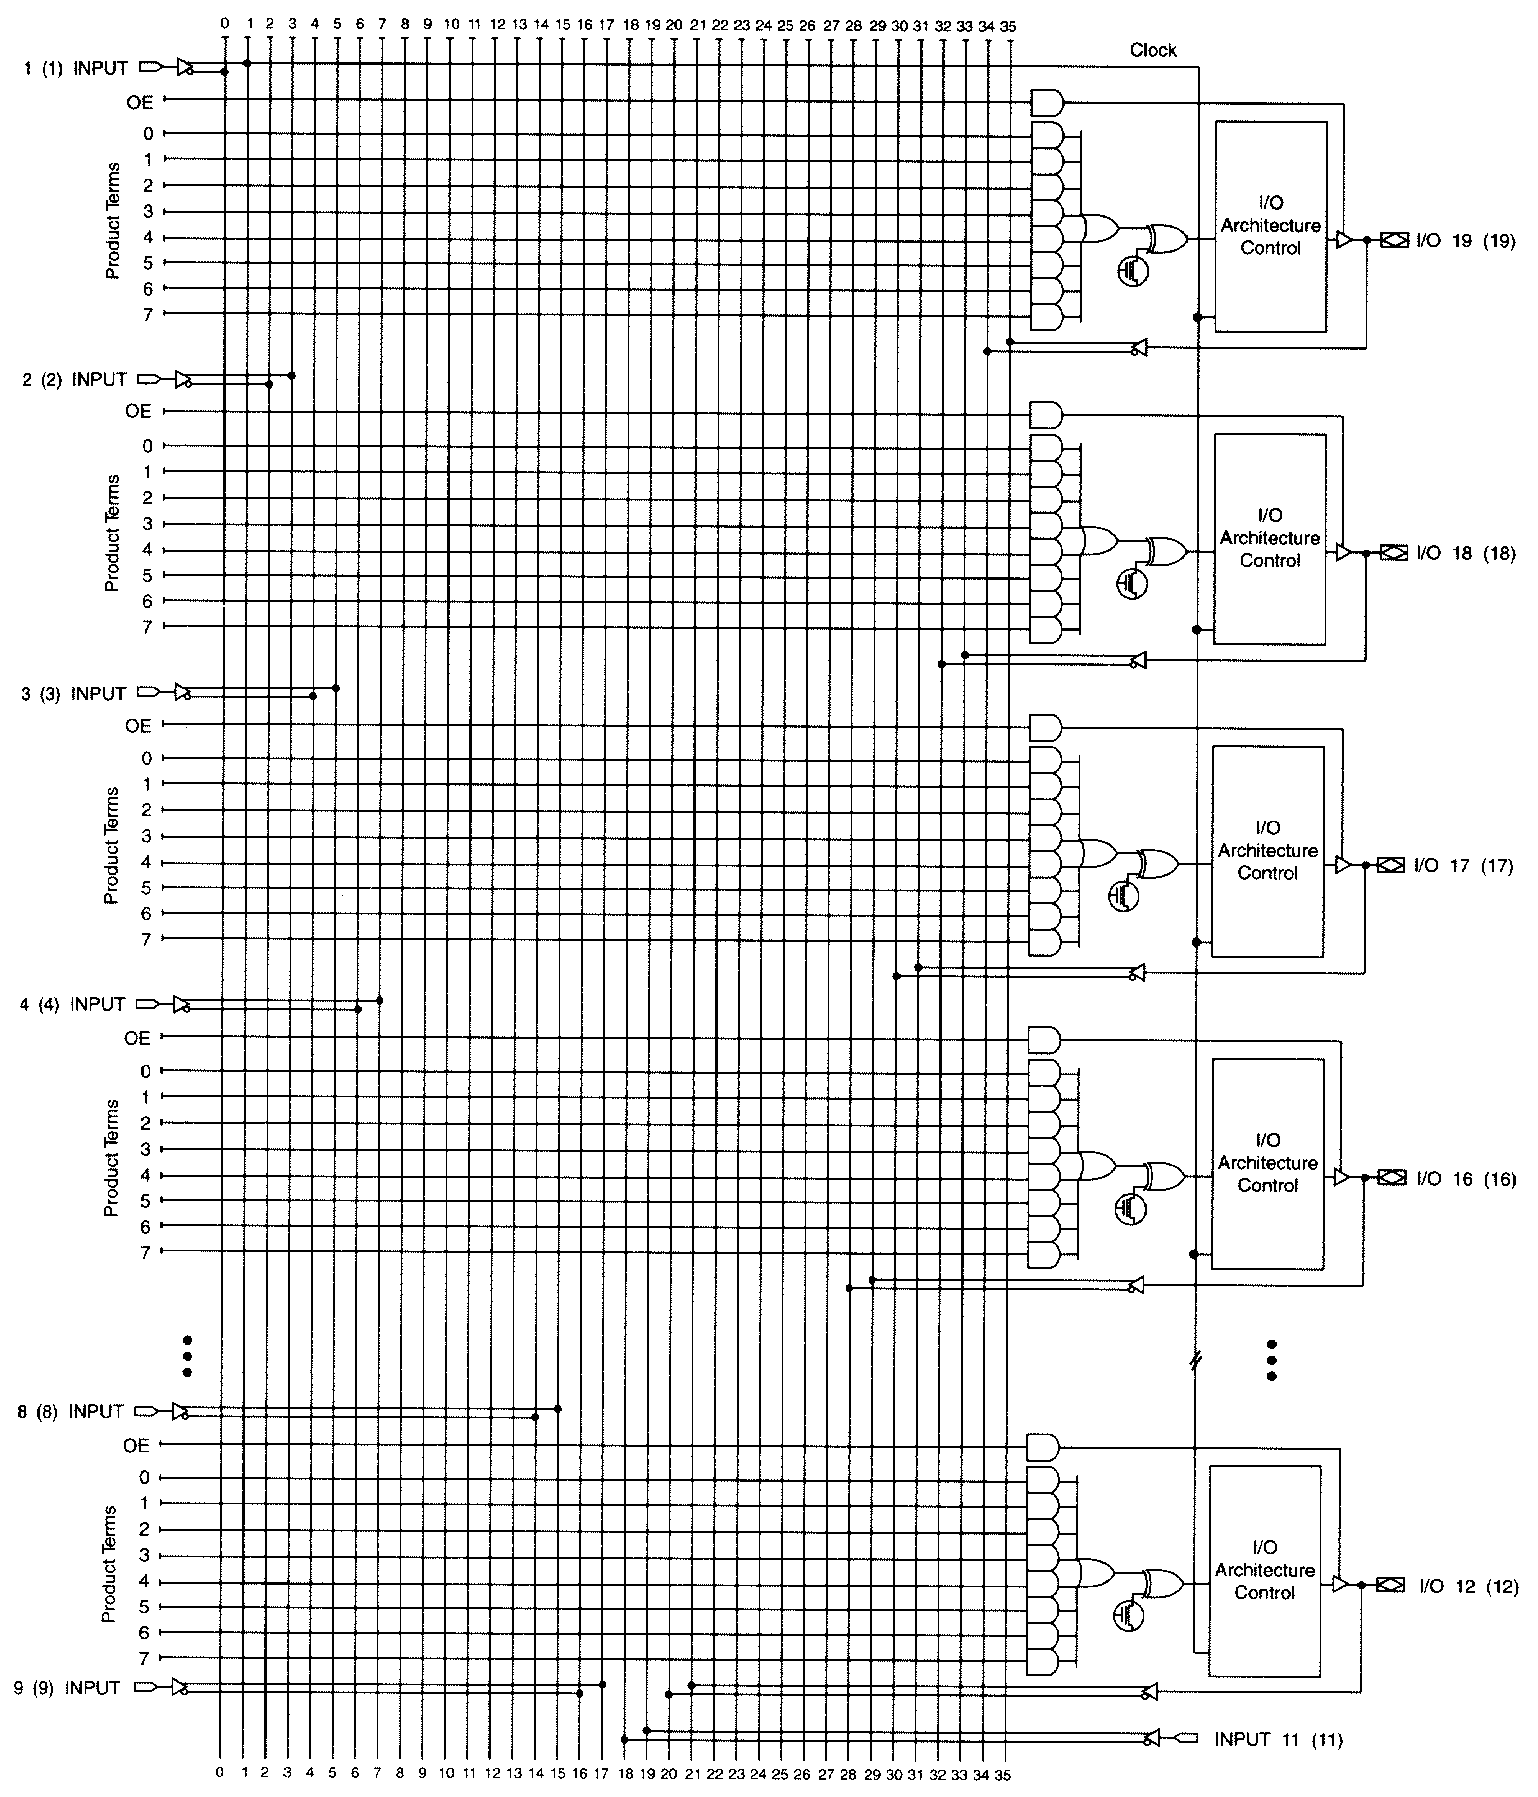 0 1 2 3 4 5 6 7 8 9 10 11 12 13 14 15 16 17 18 19 20 21 22 23 24 25 26 27 28 29 30 31 32 33 34 35
Clock
1 (1) INPUT
OE
0
1
2
3
4
5
6
7
Product Terms
I/O
Architecture
Control
I/O 19 (19)
2 (2) INPUT
OE
0
1
2
3
4
5
6
7
Product Terms
I/O
Architecture
Control
I/O 18 (18)
3 (3) INPUT
OE
0
1
2
3
4
5
6
7
Product Terms
I/O
Architecture
Control
I/O 17 (17)
4 (4) INPUT
OE
0
1
2
3
4
5
6
7
Product Terms
I/O
Architecture
Control
I/O 16 (16)
8 (8) INPUT
OE
0
1
2
3
4
5
6
7
Product Terms
I/O
Architecture
Control
I/O 12 (12)
9 (9) INPUT
INPUT 11 (11)
0 1 2 3 4 5 6 7 8 9 10 11 12 13 14 15 16 17 18 19 20 21 22 23 24 25 26 27 28 29 30 31 32 33 34 35